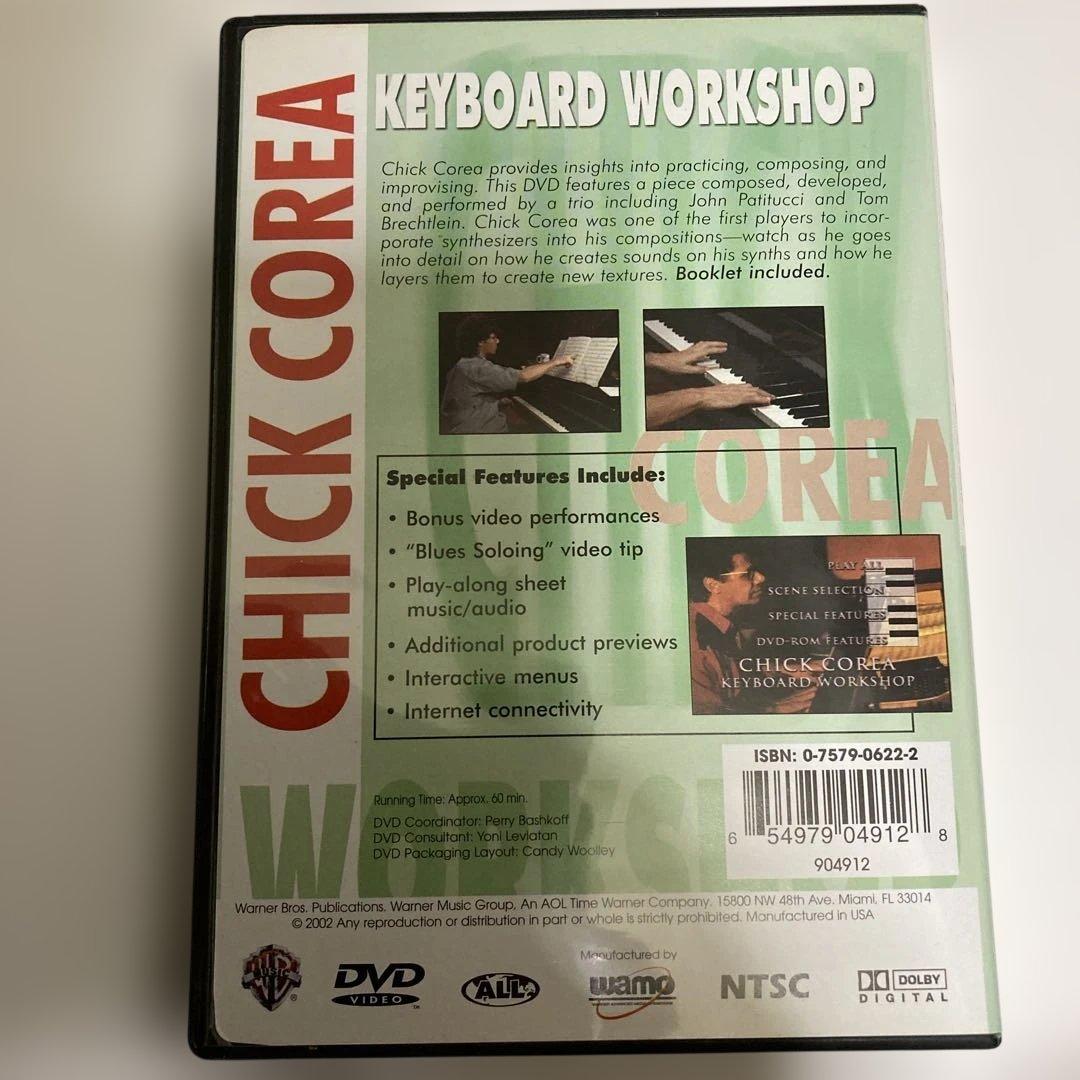 CHICK COREA
KEYBOARD WORKSHOP
Chick Corea provides insights into practicing, composing, and
improvising. This DVD features a piece composed, developed,
and performed by a trio including John Patitucci and Tom
Brechtlein. Chick Corea was one of the first players to incor-
porate synthesizers into his compositions—watch as he goes
into detail on how he creates sounds on his synths and how he
layers them to create new textures. Booklet included.
COREA
Special Features Include:
• Bonus video performances
• “Blues Soloing” video tip
• Play-along sheet
music/audio
• Additional product previews
• Interactive menus
• Internet connectivity
PLAY ALL
SCENE SELECTION
SPECIAL FEATURES
DVD-ROM FEATURES
CHICK COREA
KEYBOARD WORKSHOP
ISBN: 0-7579-0622-2
6 54979 04912 8
904912
Running Time: Approx. 60 min.
DVD Coordinator: Perry Bashkoff
DVD Consultant: Yoni Leviatan
DVD Packaging Layout: Candy Woolley
Warner Bros. Publications. Warner Music Group, An AOL Time Warner Company. 15800 NW 48th Ave. Miami, FL 33014
© 2002 Any reproduction or distribution in part or whole is strictly prohibited. Manufactured in USA
MUSIC
DVD
VIDEO
ALL
Manufactured by
wamo
NTSC
DOLBY
DIGITAL